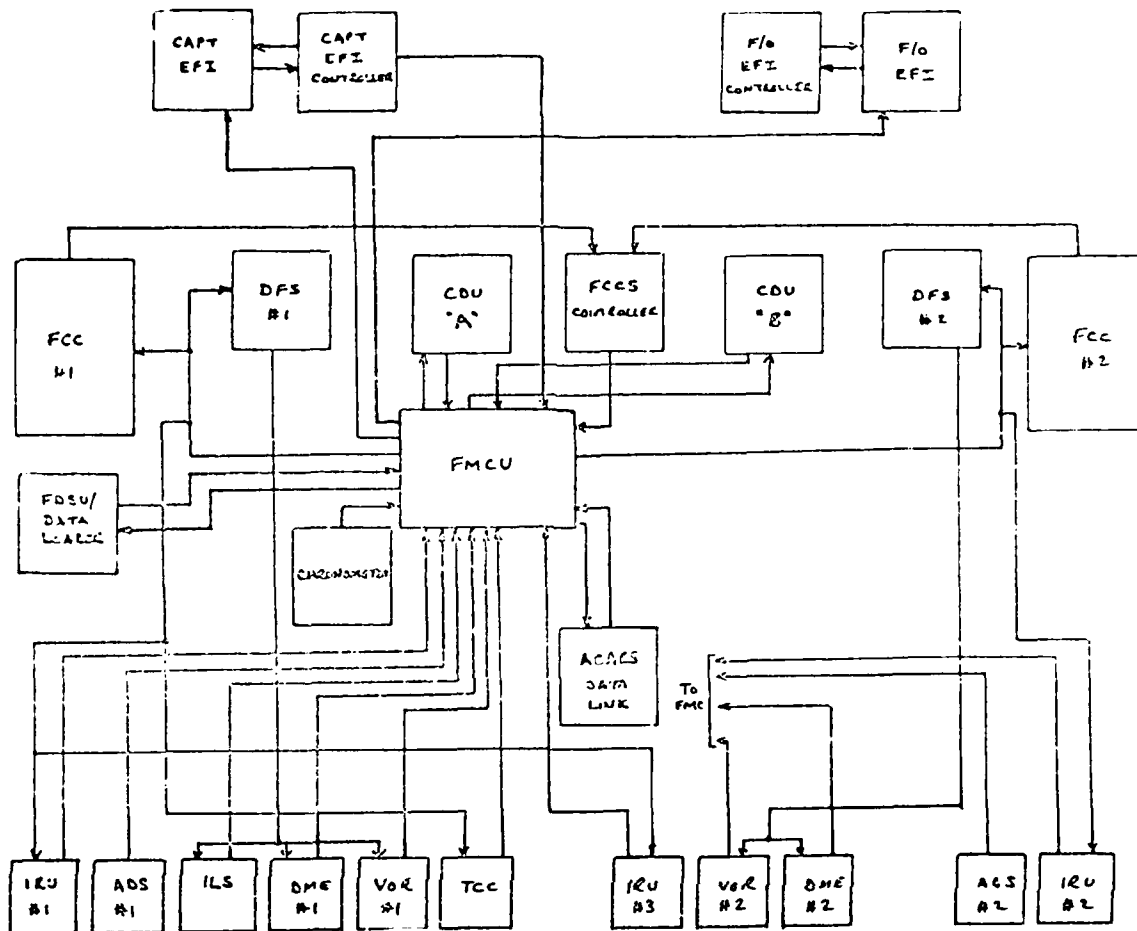 CAPT
EFI
CAPT
EFI
CONTROLLER
F/O
EFI
CONTROLLER
F/O
EFI
FCC
#1
DFS
#1
CDU
"A"
FCCS
CONTROLLER
CDU
"B"
DFS
#2
FCC
#2
FMCU
FDSU/
DATA
CHRONOMETER
ACARS
DATA
LINK
TO
FMC
IRU
#1
ADS
#1
ILS
DME
#1
VOR
#1
TCC
IRU
#3
VOR
#2
DME
#2
#2
IRU
#2